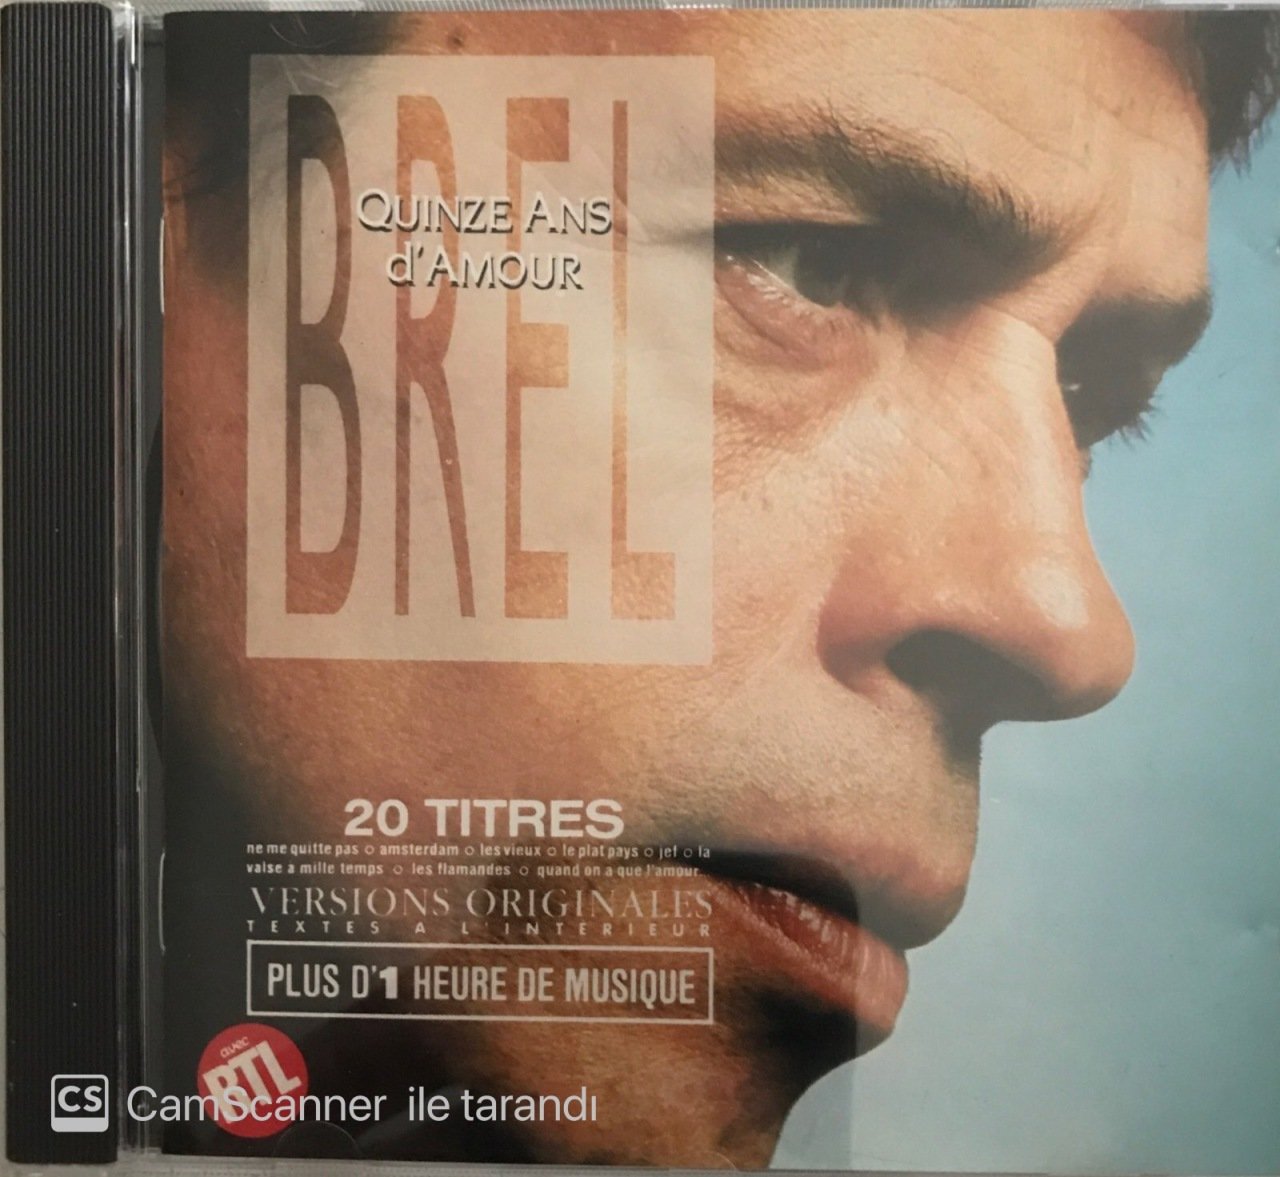 BREL
QUINZE ANS
d'AMOUR
20 TITRES
ne me quitte pas o amsterdam o les vieux o le plat pays o jef o la
valse a mille temps o les flamandes o quand on a que l'amour
VERSIONS ORIGINALES
TEXTES A L'INTERIEUR
PLUS D'1 HEURE DE MUSIQUE
avec
RTL
CS CamScanner ile tarandı